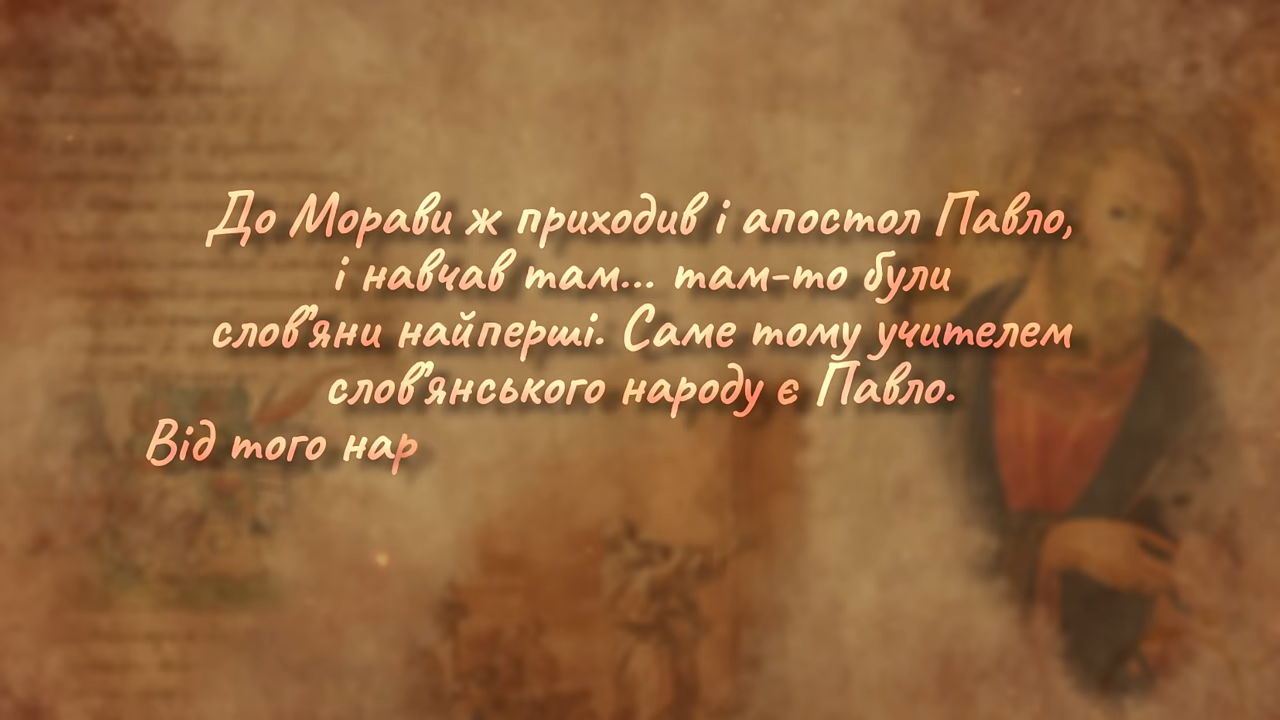 До Морави ж приходив і апостол Павло,
і навчав там... там-то були
слов'яни найперші. Саме тому учителем
слов'янського народу є Павло.
Від того нар